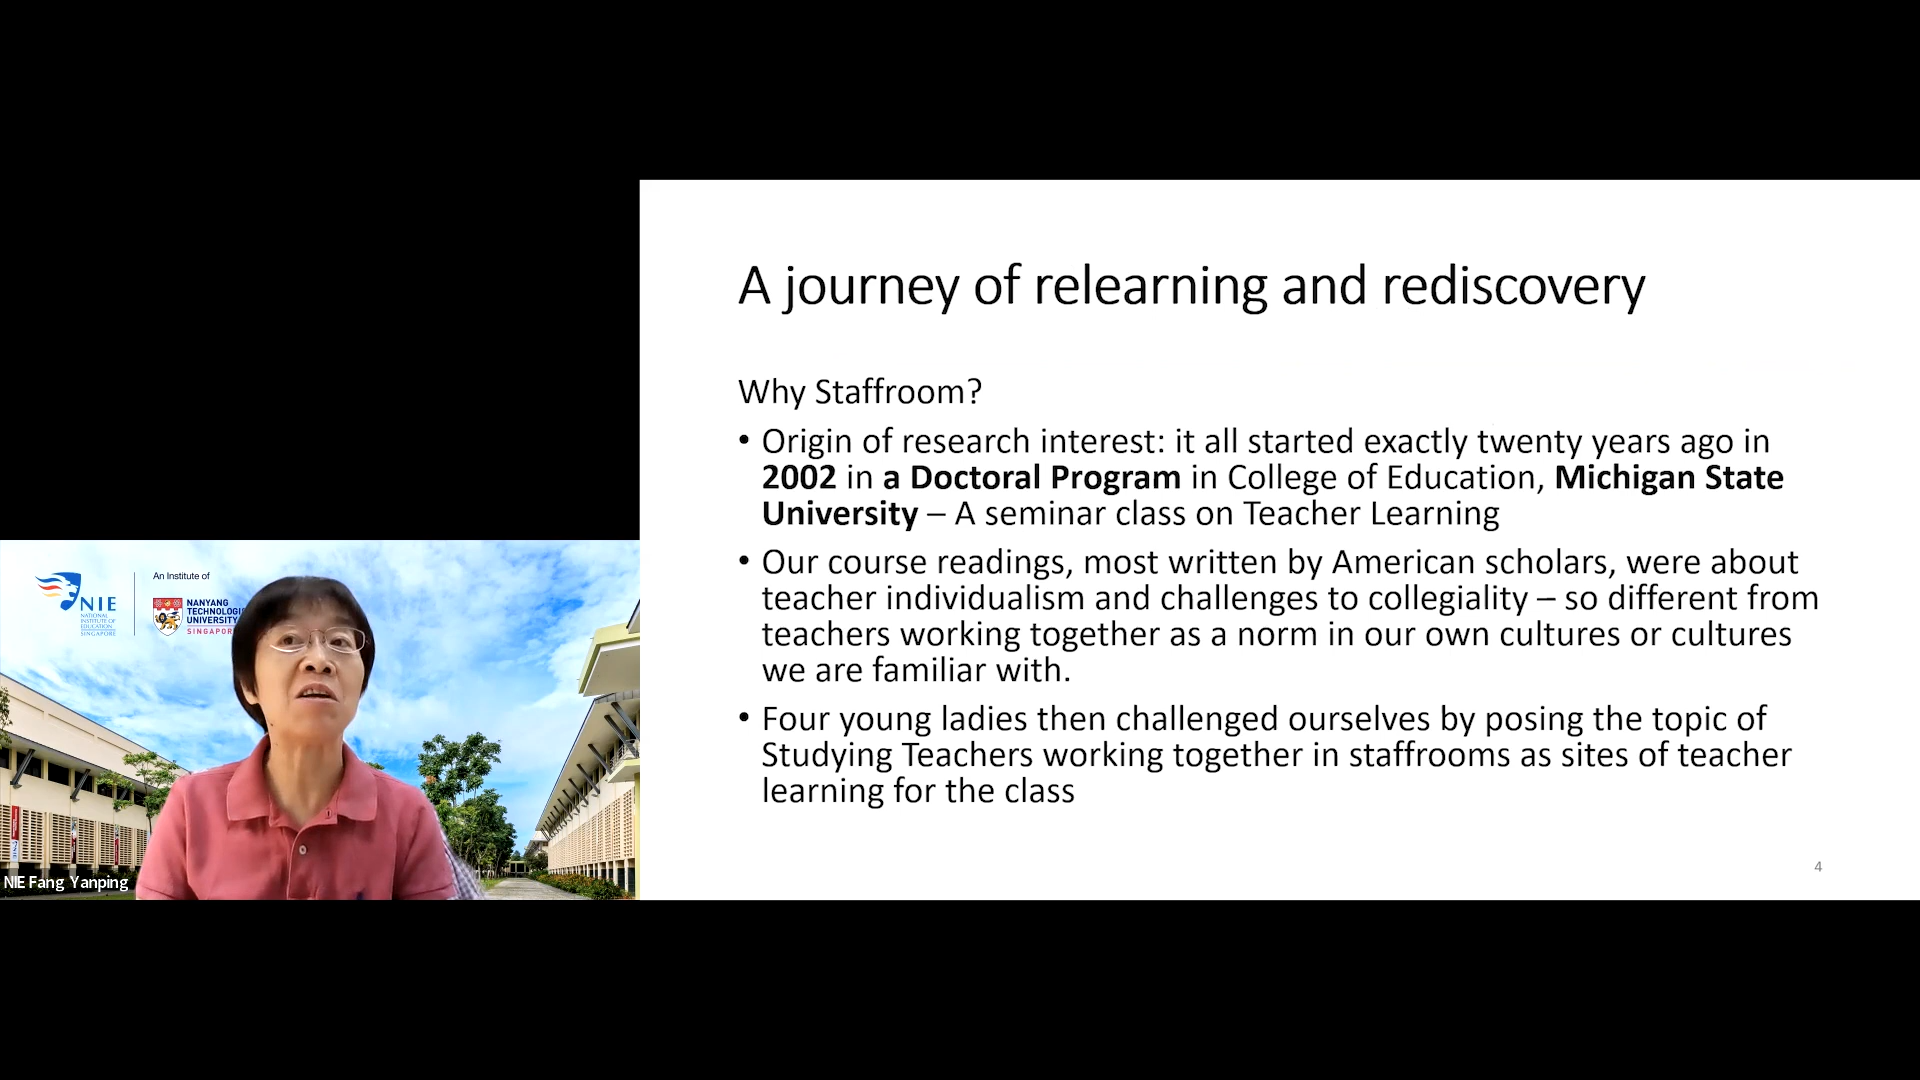 A journey of relearning and rediscovery
Why Staffroom?
• Origin of research interest: it all started exactly twenty years ago in
2002 in a Doctoral Program in College of Education, Michigan State
University – A seminar class on Teacher Learning
• Our course readings, most written by American scholars, were about
teacher individualism and challenges to collegiality – so different from
teachers working together as a norm in our own cultures or cultures
we are familiar with.
• Four young ladies then challenged ourselves by posing the topic of
Studying Teachers working together in staffrooms as sites of teacher
learning for the class
4
NIE
NATIONAL
INSTITUTE OF
EDUCATION
SINGAPORE
An Institute of
NANYANG
TECHNOLOGI
UNIVERSITY
SINGAPOR
NIE Fang Yanping